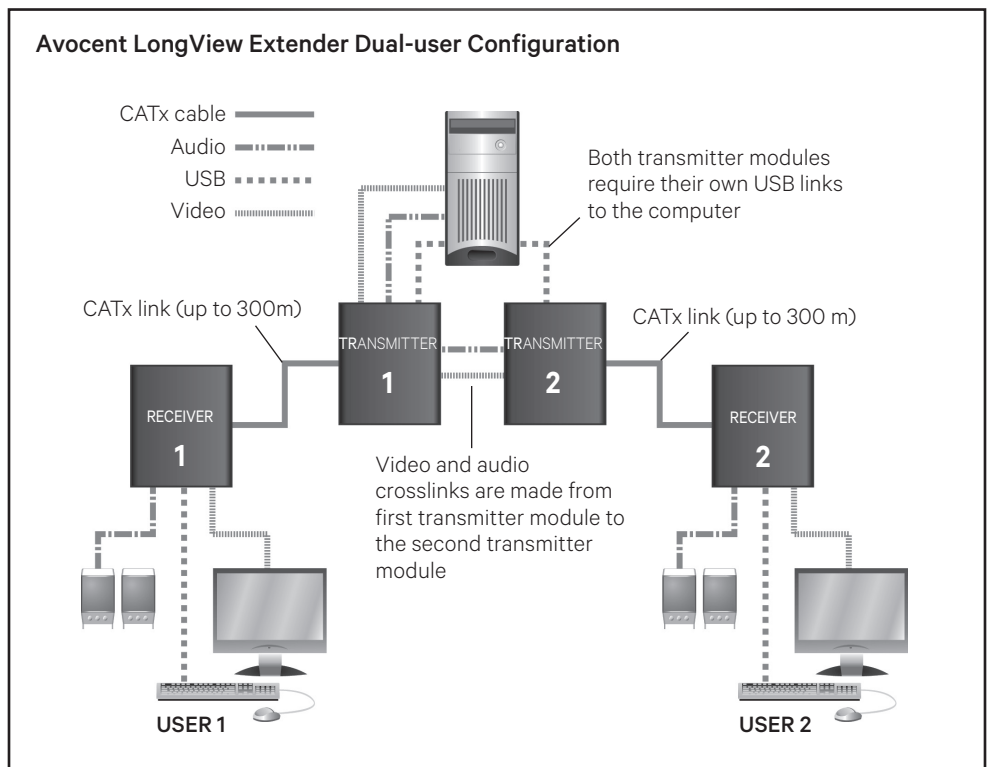 Avocent LongView Extender Dual-user Configuration
CATx cable
Audio
USB
Video
Both transmitter modules
require their own USB links
to the computer
CATx link (up to 300m)
CATx link (up to 300 m)
TRANSMITTER
1
TRANSMITTER
2
RECEIVER
1
RECEIVER
2
Video and audio
crosslinks are made from
first transmitter module to
the second transmitter
module
USER 1
USER 2